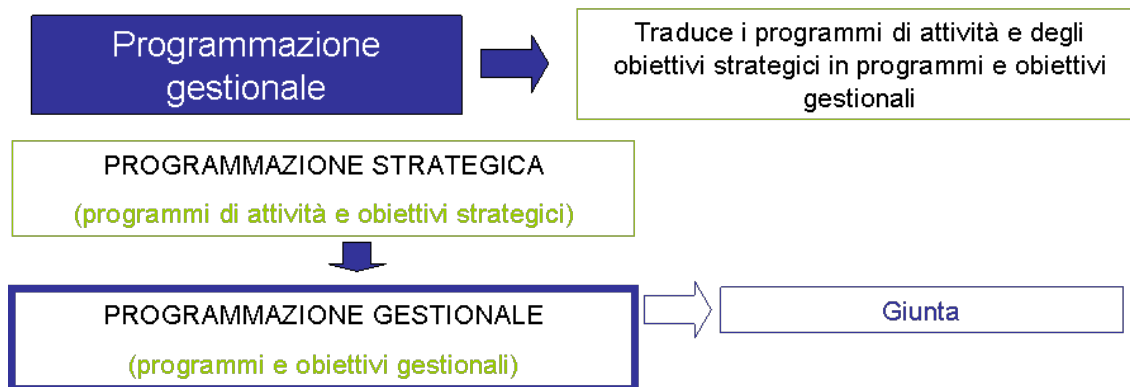 Programmazione
gestionale
Traduce i programmi di attività e degli
obiettivi strategici in programmi e obiettivi
gestionali
PROGRAMMAZIONE STRATEGICA
(programmi di attività e obiettivi strategici)
PROGRAMMAZIONE GESTIONALE
(programmi e obiettivi gestionali)
Giunta